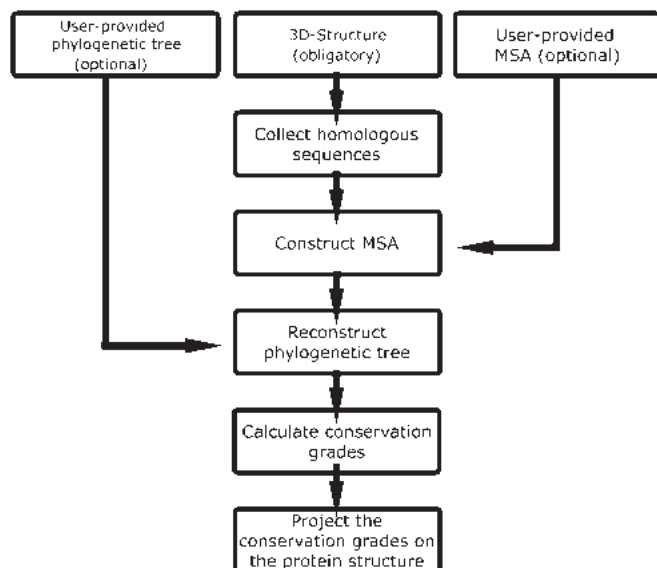 User-provided
phylogenetic tree
(optional)
3D-Structure
(obligatory)
User-provided
MSA (optional)
Collect homologous
sequences
Construct MSA
Reconstruct
phylogenetic tree
Calculate conservation
grades
Project the
conservation grades on
the protein structure